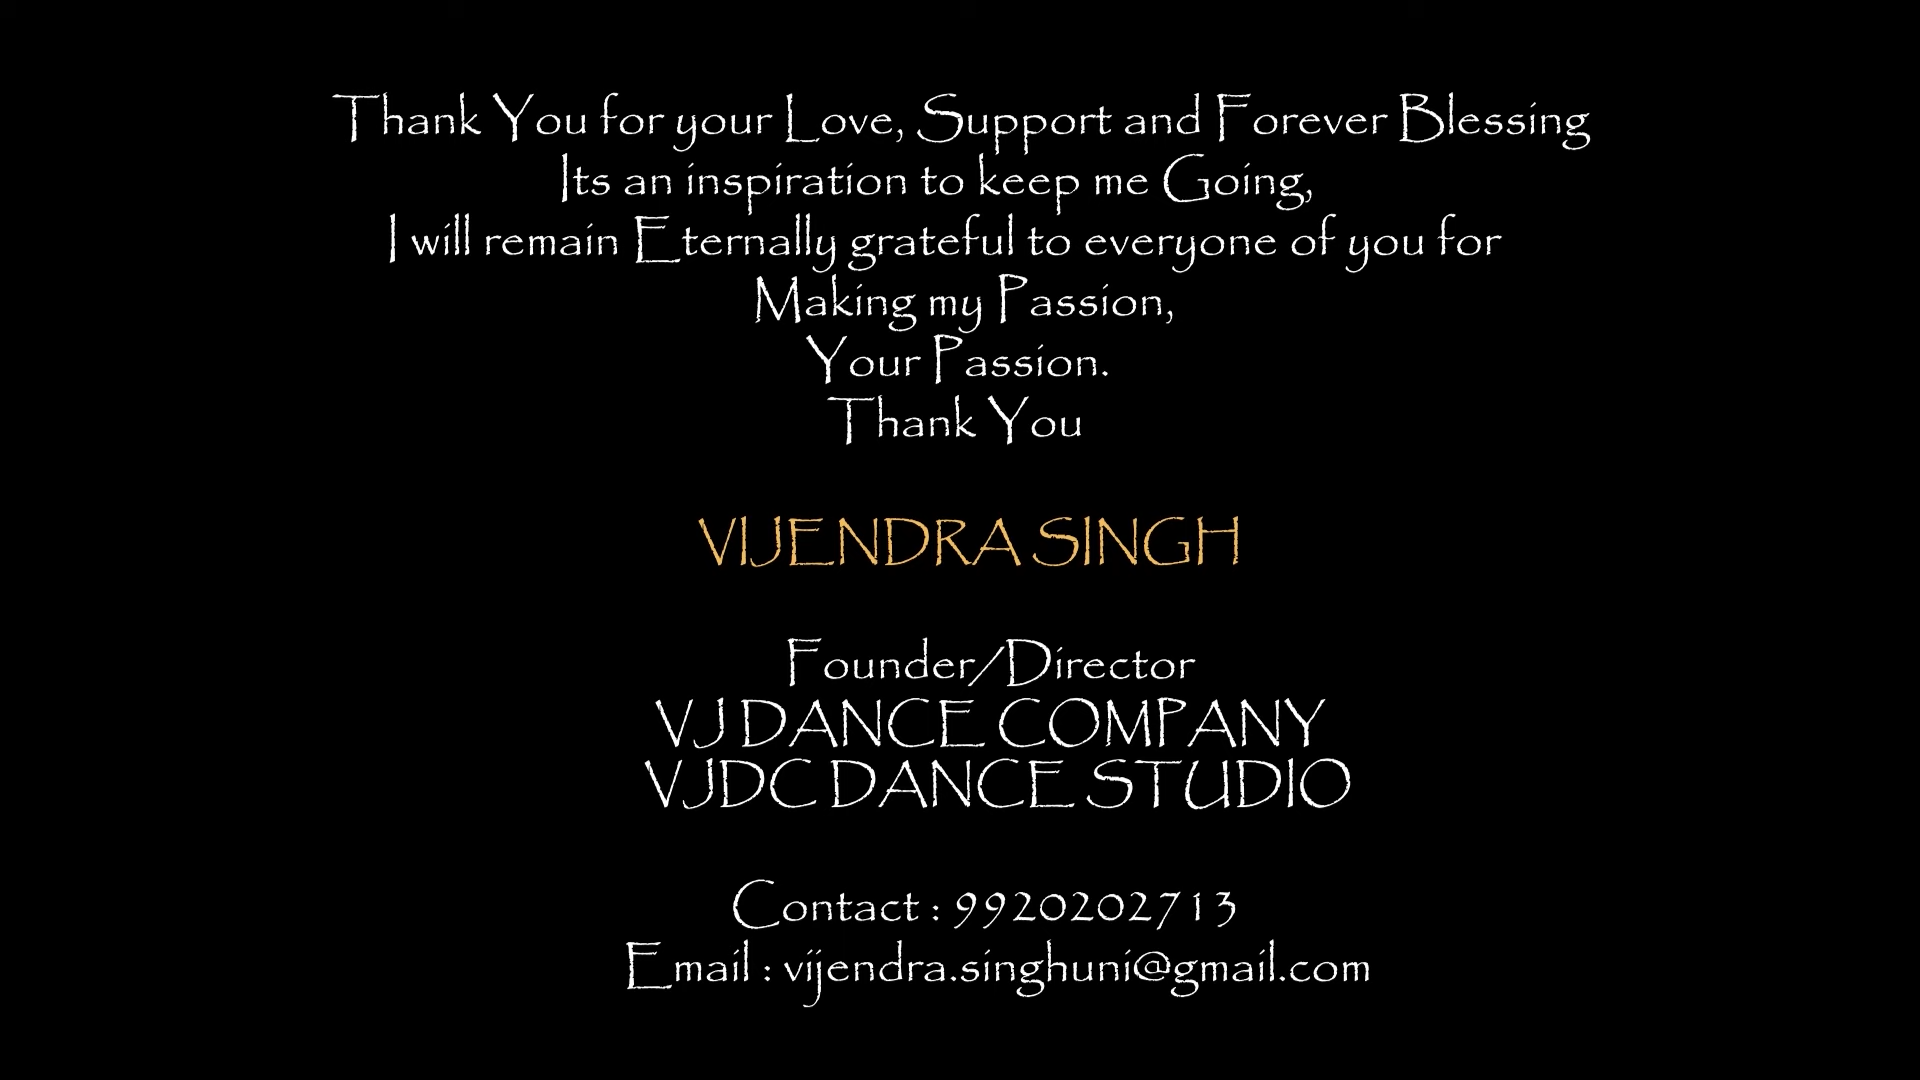 Thank You for your Love, Support and Forever Blessing
Its an inspiration to keep me Going,
I will remain Eternally grateful to everyone of you for
Making my Passion,
Your Passion.
Thank You
VIJENDRA SINGH
Founder/Director
VJ DANCE COMPANY
VJDC DANCE STUDIO
Contact : 9920202713
Email : vijendra.singhuni@gmail.com